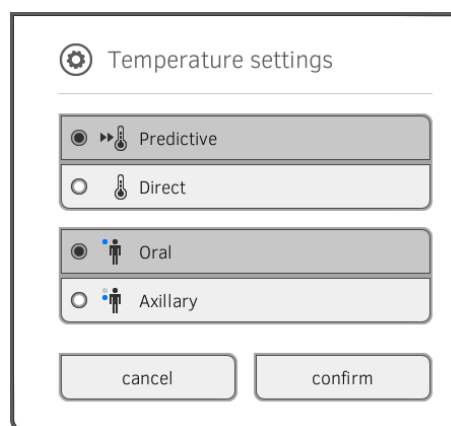 Temperature settings
Predictive
Direct
Oral
Axillary
cancel
confirm